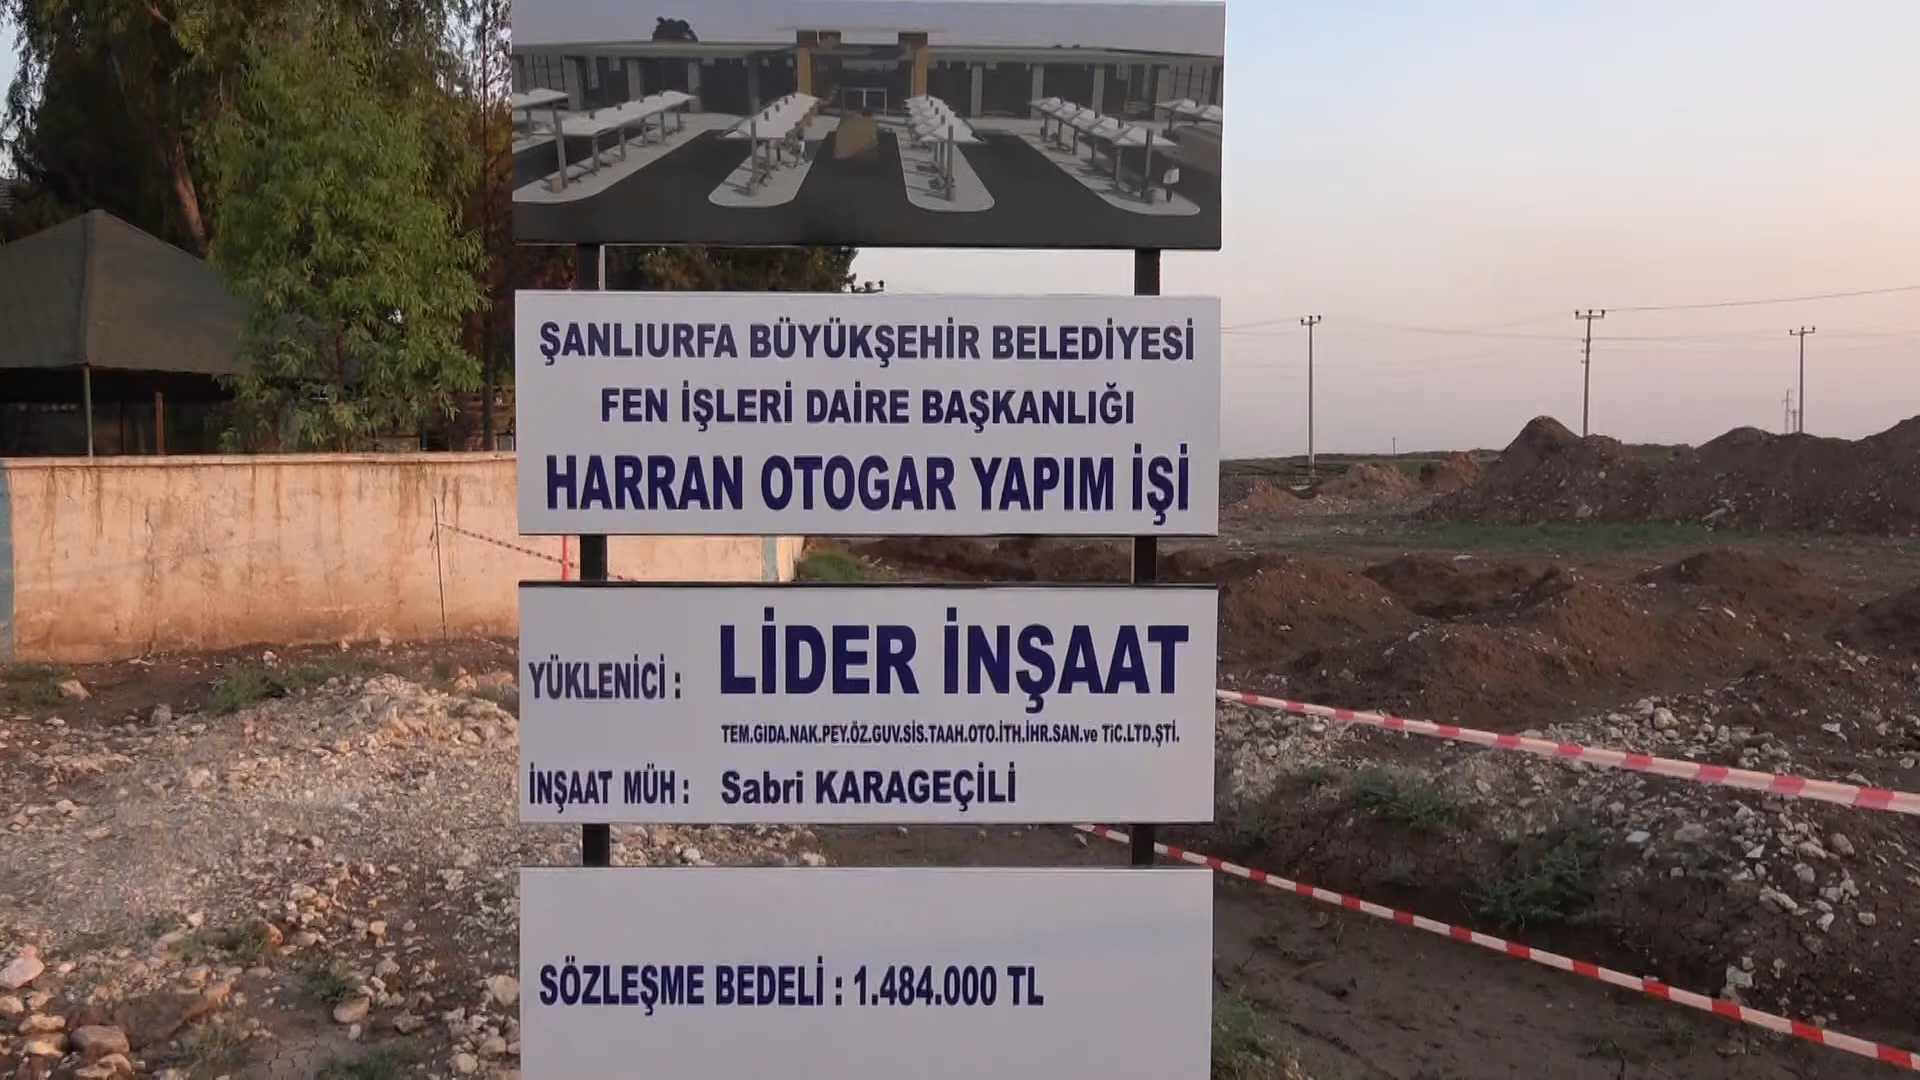 ŞANLIURFA BÜYÜKŞEHİR BELEDİYESİ
FEN İŞLERİ DAİRE BAŞKANLIĞI
HARRAN OTOGAR YAPIM İŞİ
YÜKLENİCİ : LİDER İNŞAAT
TEM.GIDA.NAK.PEY.ÖZ.GUV.SİS.TAAH.OTO.İTH.İHR.SAN.ve TİC.LTD.ŞTİ.
İNŞAAT MÜH : Sabri KARAGEÇİLİ
SÖZLEŞME BEDELİ : 1.484.000 TL